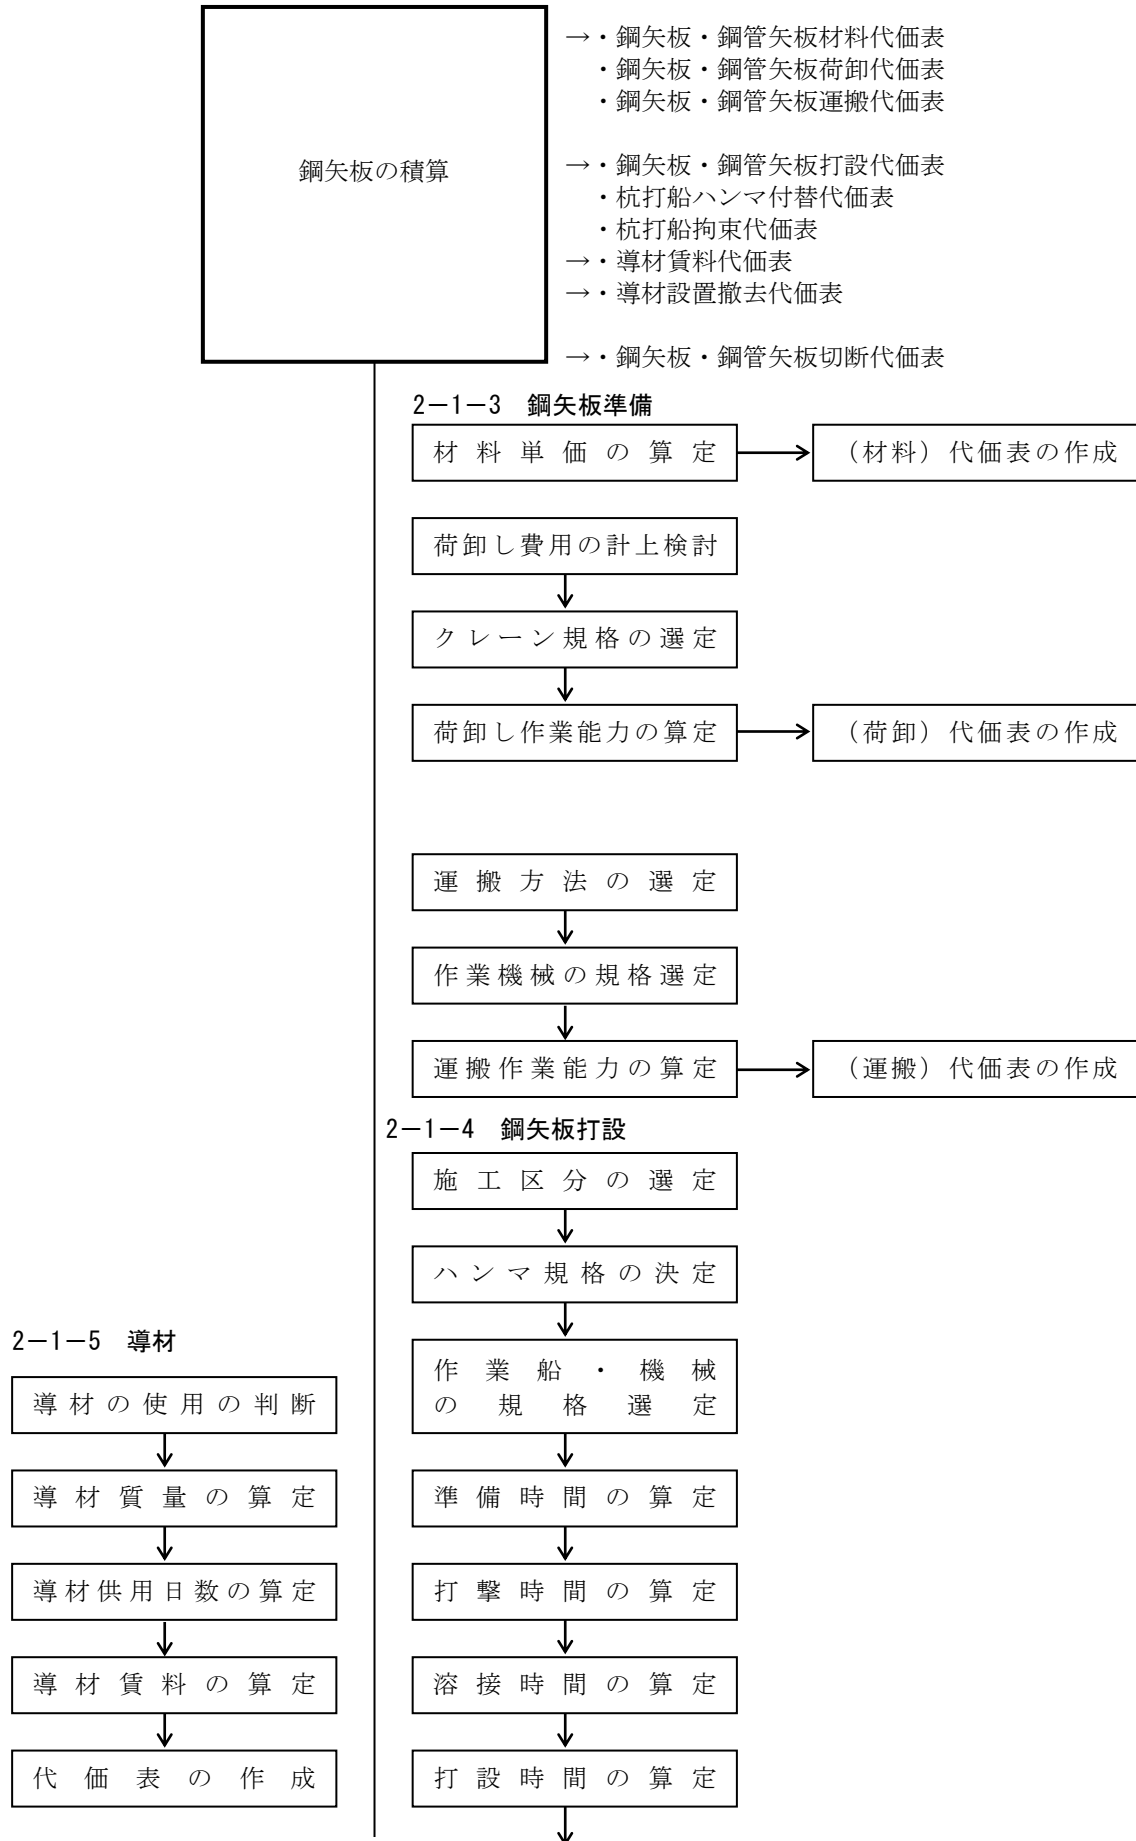 鋼矢板の積算
→・鋼矢板・鋼管矢板材料代価表
・鋼矢板・鋼管矢板荷卸代価表
・鋼矢板・鋼管矢板運搬代価表
→・鋼矢板・鋼管矢板打設代価表
・杭打船ハンマ付替代価表
・杭打船拘束代価表
→・導材賃料代価表
→・導材設置撤去代価表
→・鋼矢板・鋼管矢板切断代価表
2−1−3　鋼矢板準備
材料単価の算定
（材料）代価表の作成
荷卸し費用の計上検討
クレーン規格の選定
荷卸し作業能力の算定
（荷卸）代価表の作成
運搬方法の選定
作業機械の規格選定
運搬作業能力の算定
（運搬）代価表の作成
2−1−4　鋼矢板打設
施工区分の選定
ハンマ規格の決定
作業船・機械
の規格選定
準備時間の算定
打撃時間の算定
溶接時間の算定
打設時間の算定
2−1−5　導材
導材の使用の判断
導材質量の算定
導材供用日数の算定
導材賃料の算定
代価表の作成